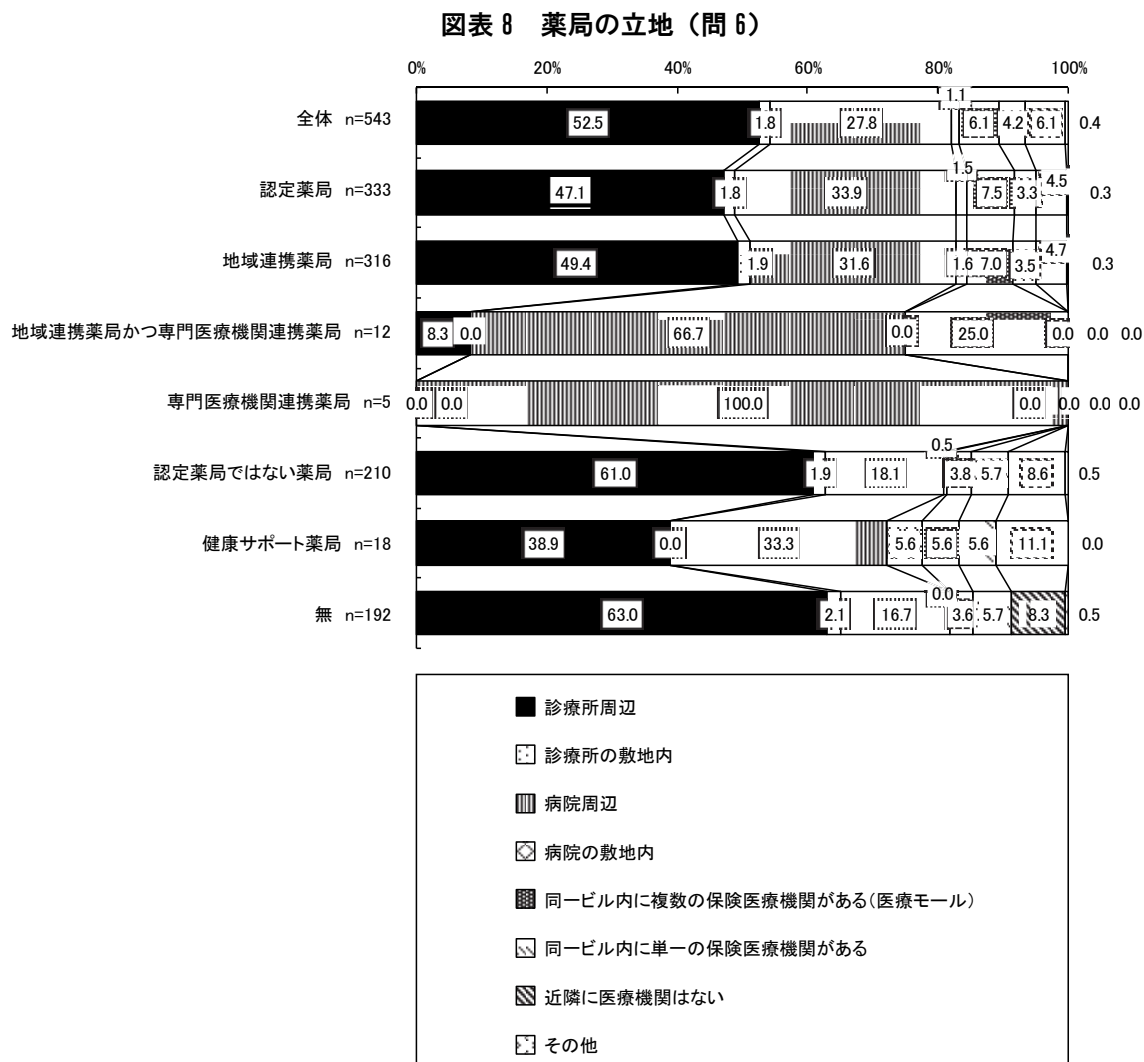 図表 8 薬局の立地（問 6）
0% 20% 40% 60% 80% 100%
全体 n=543 52.5 1.8 27.8 1.1 6.1 4.2 6.1 0.4
認定薬局 n=333 47.1 1.8 33.9 1.5 7.5 3.3 4.5 0.3
地域連携薬局 n=316 49.4 1.9 31.6 1.6 7.0 3.5 4.7 0.3
地域連携薬局かつ専門医療機関連携薬局 n=12 8.3 0.0 66.7 0.0 25.0 0.0 0.0 0.0
専門医療機関連携薬局 n=5 0.0 0.0 100.0 0.0 0.0 0.0 0.0
認定薬局ではない薬局 n=210 61.0 1.9 18.1 0.5 3.8 5.7 8.6 0.5
健康サポート薬局 n=18 38.9 0.0 33.3 5.6 5.6 5.6 11.1 0.0
無 n=192 63.0 2.1 16.7 0.0 3.6 5.7 8.3 0.5
診療所周辺
診療所の敷地内
病院周辺
病院の敷地内
同一ビル内に複数の保険医療機関がある（医療モール）
同一ビル内に単一の保険医療機関がある
近隣に医療機関はない
その他